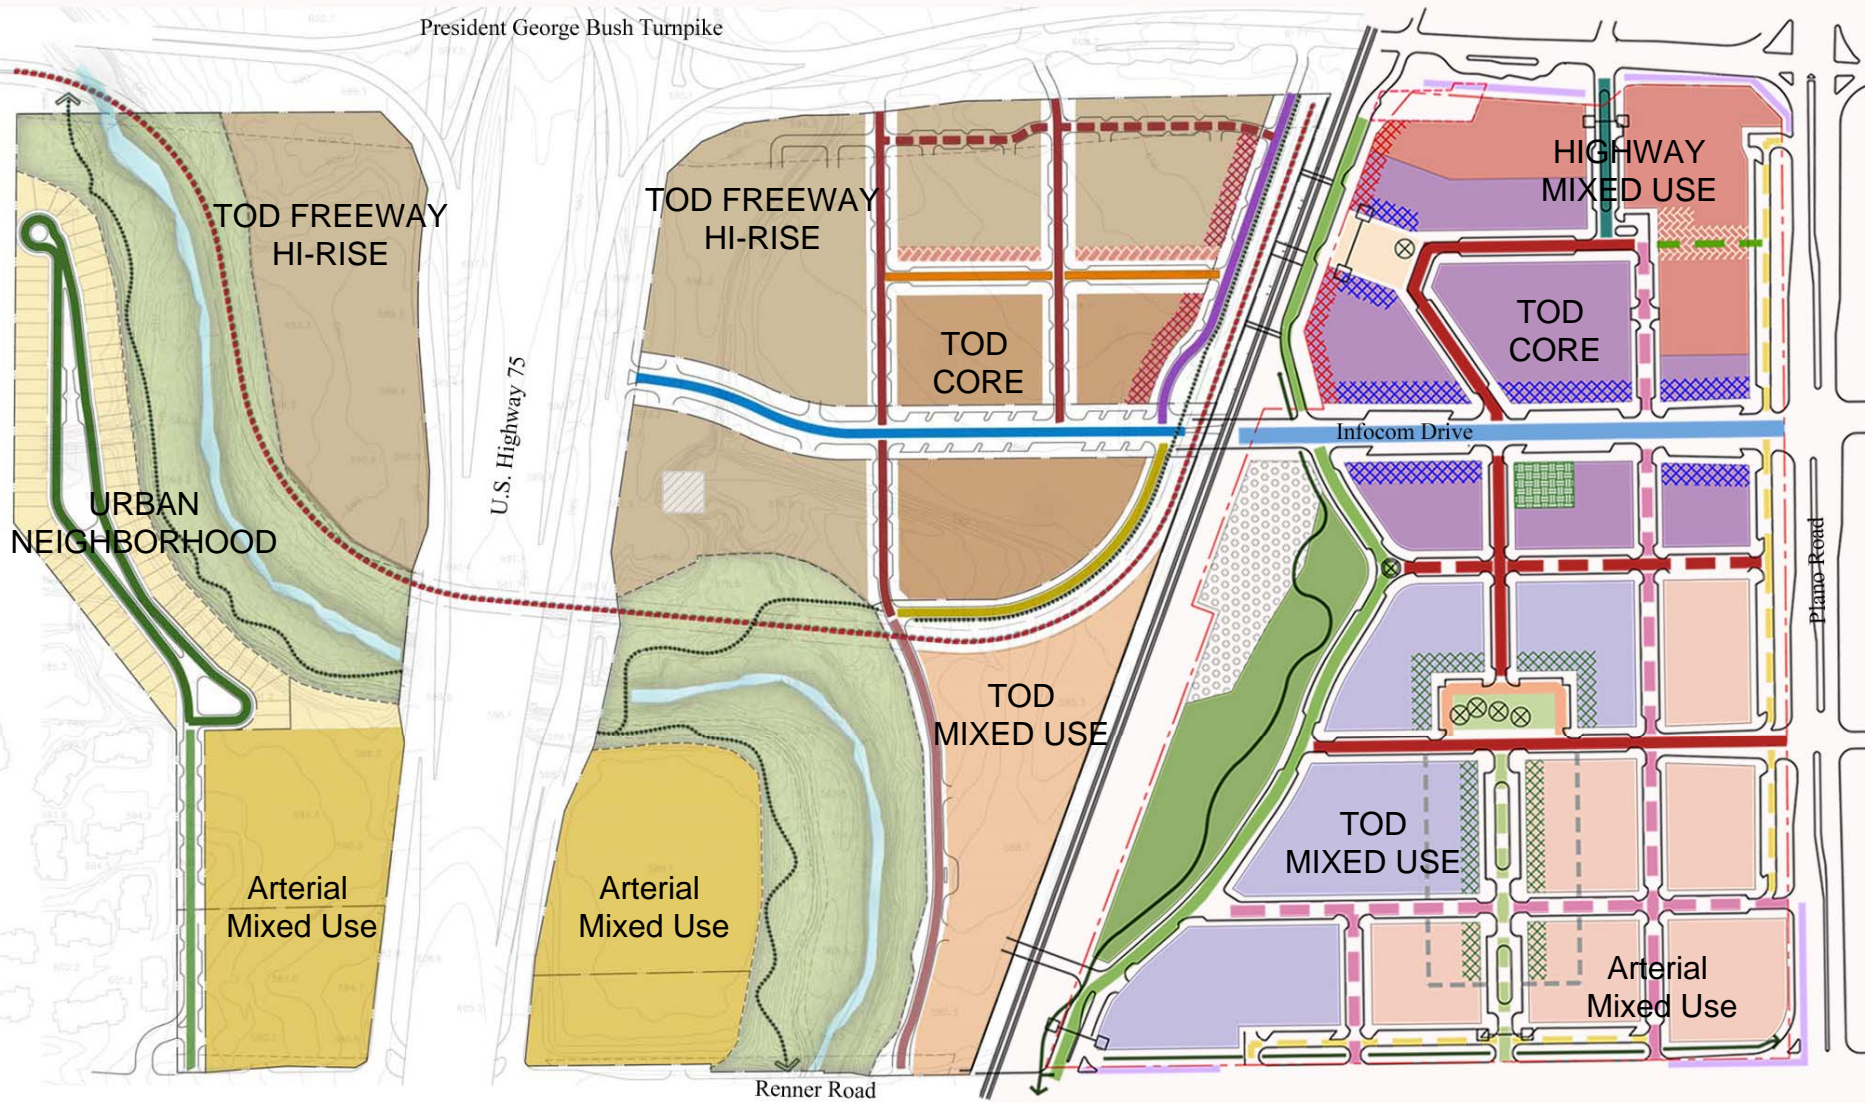 President George Bush Turnpike
HIGHWAY
MIXED USE
TOD FREEWAY
HI-RISE
TOD FREEWAY
HI-RISE
TOD
CORE
TOD
CORE
U.S. Highway 75
Infocom Drive
URBAN
NEIGHBORHOOD
Plano Road
TOD
MIXED USE
TOD
MIXED USE
Arterial
Mixed Use
Arterial
Mixed Use
Arterial
Mixed Use
Renner Road